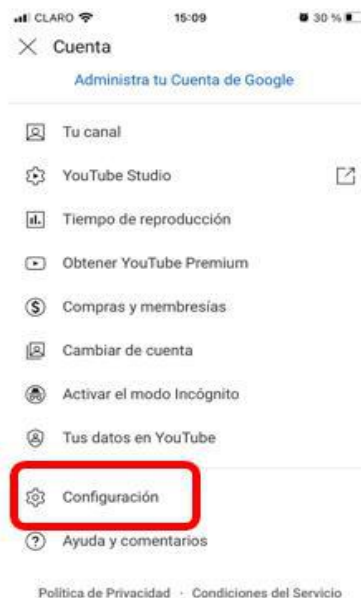 CLARO 15:09 30 %
Cuenta
Administra tu Cuenta de Google
Tu canal
YouTube Studio
Tiempo de reproducción
Obtener YouTube Premium
Compras y membresías
Cambiar de cuenta
Activar el modo Incógnito
Tus datos en YouTube
Configuración
Ayuda y comentarios
Política de Privacidad · Condiciones del Servicio